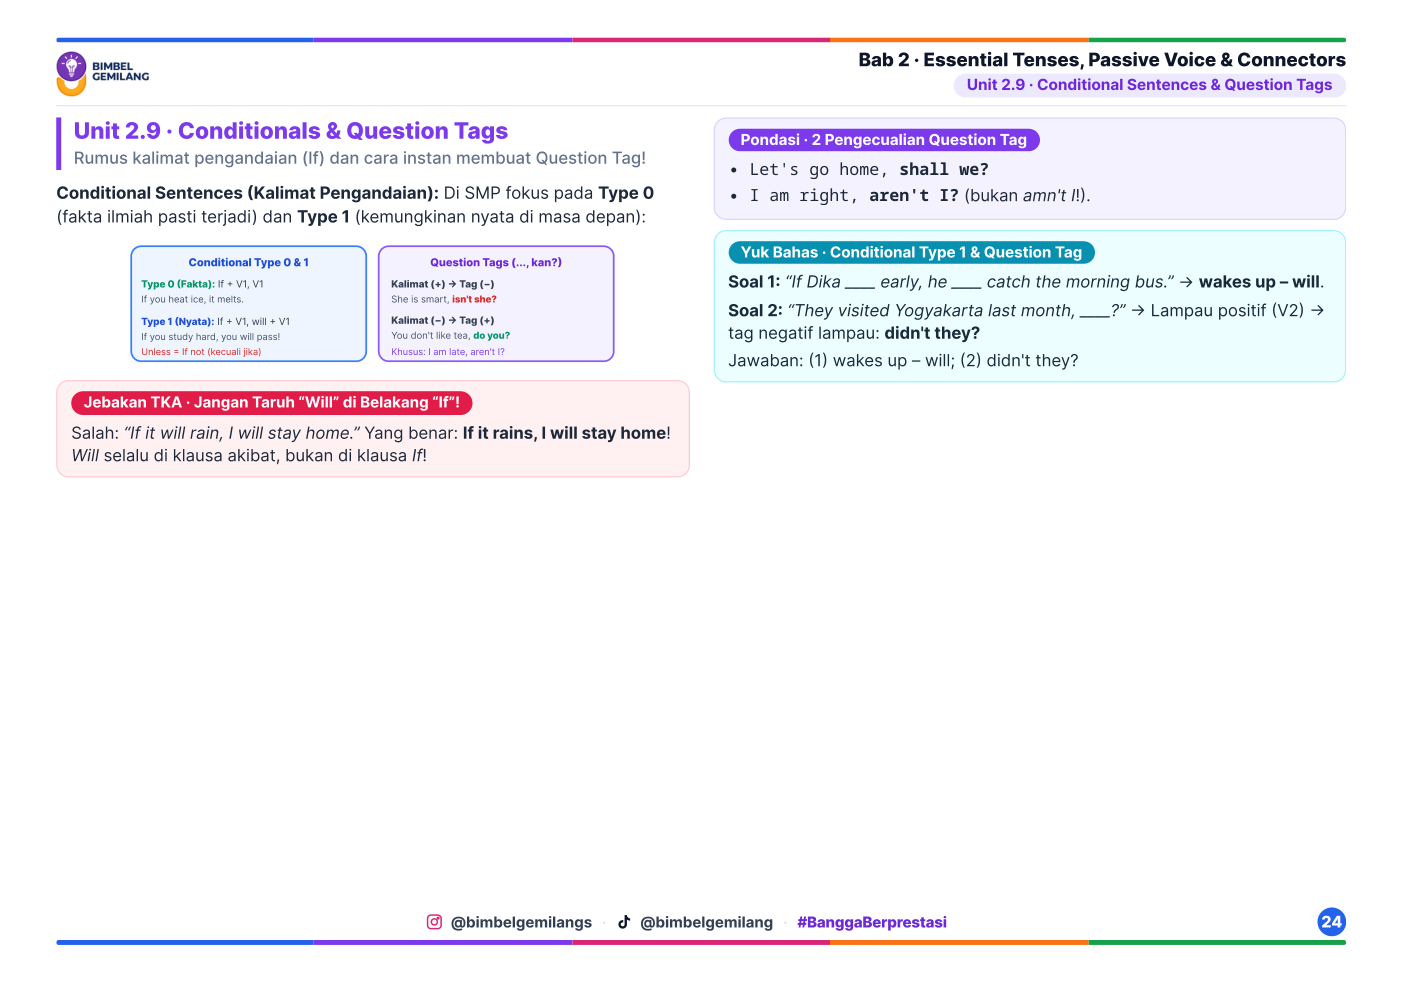 BIMBEL
GEMILANG
Bab 2 · Essential Tenses, Passive Voice & Connectors
Unit 2.9 · Conditional Sentences & Question Tags
Unit 2.9 · Conditionals & Question Tags
Rumus kalimat pengandaian (If) dan cara instan membuat Question Tag!
Conditional Sentences (Kalimat Pengandaian): Di SMP fokus pada Type 0
(fakta ilmiah pasti terjadi) dan Type 1 (kemungkinan nyata di masa depan):
Conditional Type 0 & 1
Type 0 (Fakta): If + V1, V1
If you heat ice, it melts.
Type 1 (Nyata): If + V1, will + V1
If you study hard, you will pass!
Unless = If not (kecuali jika)
Question Tags (..., kan?)
Kalimat (+) → Tag (−)
She is smart, isn't she?
Kalimat (−) → Tag (+)
You don't like tea, do you?
Khusus: I am late, aren't I?
Jebakan TKA · Jangan Taruh “Will” di Belakang “If”!
Salah: “If it will rain, I will stay home.” Yang benar: If it rains, I will stay home!
Will selalu di klausa akibat, bukan di klausa If!
Pondasi · 2 Pengecualian Question Tag
• Let's go home, shall we?
• I am right, aren't I? (bukan amn't I!).
Yuk Bahas · Conditional Type 1 & Question Tag
Soal 1: “If Dika ____ early, he ____ catch the morning bus.” → wakes up – will.
Soal 2: “They visited Yogyakarta last month, ____?” → Lampau positif (V2) →
tag negatif lampau: didn't they?
Jawaban: (1) wakes up – will; (2) didn't they?
@bimbelgemilangs · @bimbelgemilang · #BanggaBerprestasi
24